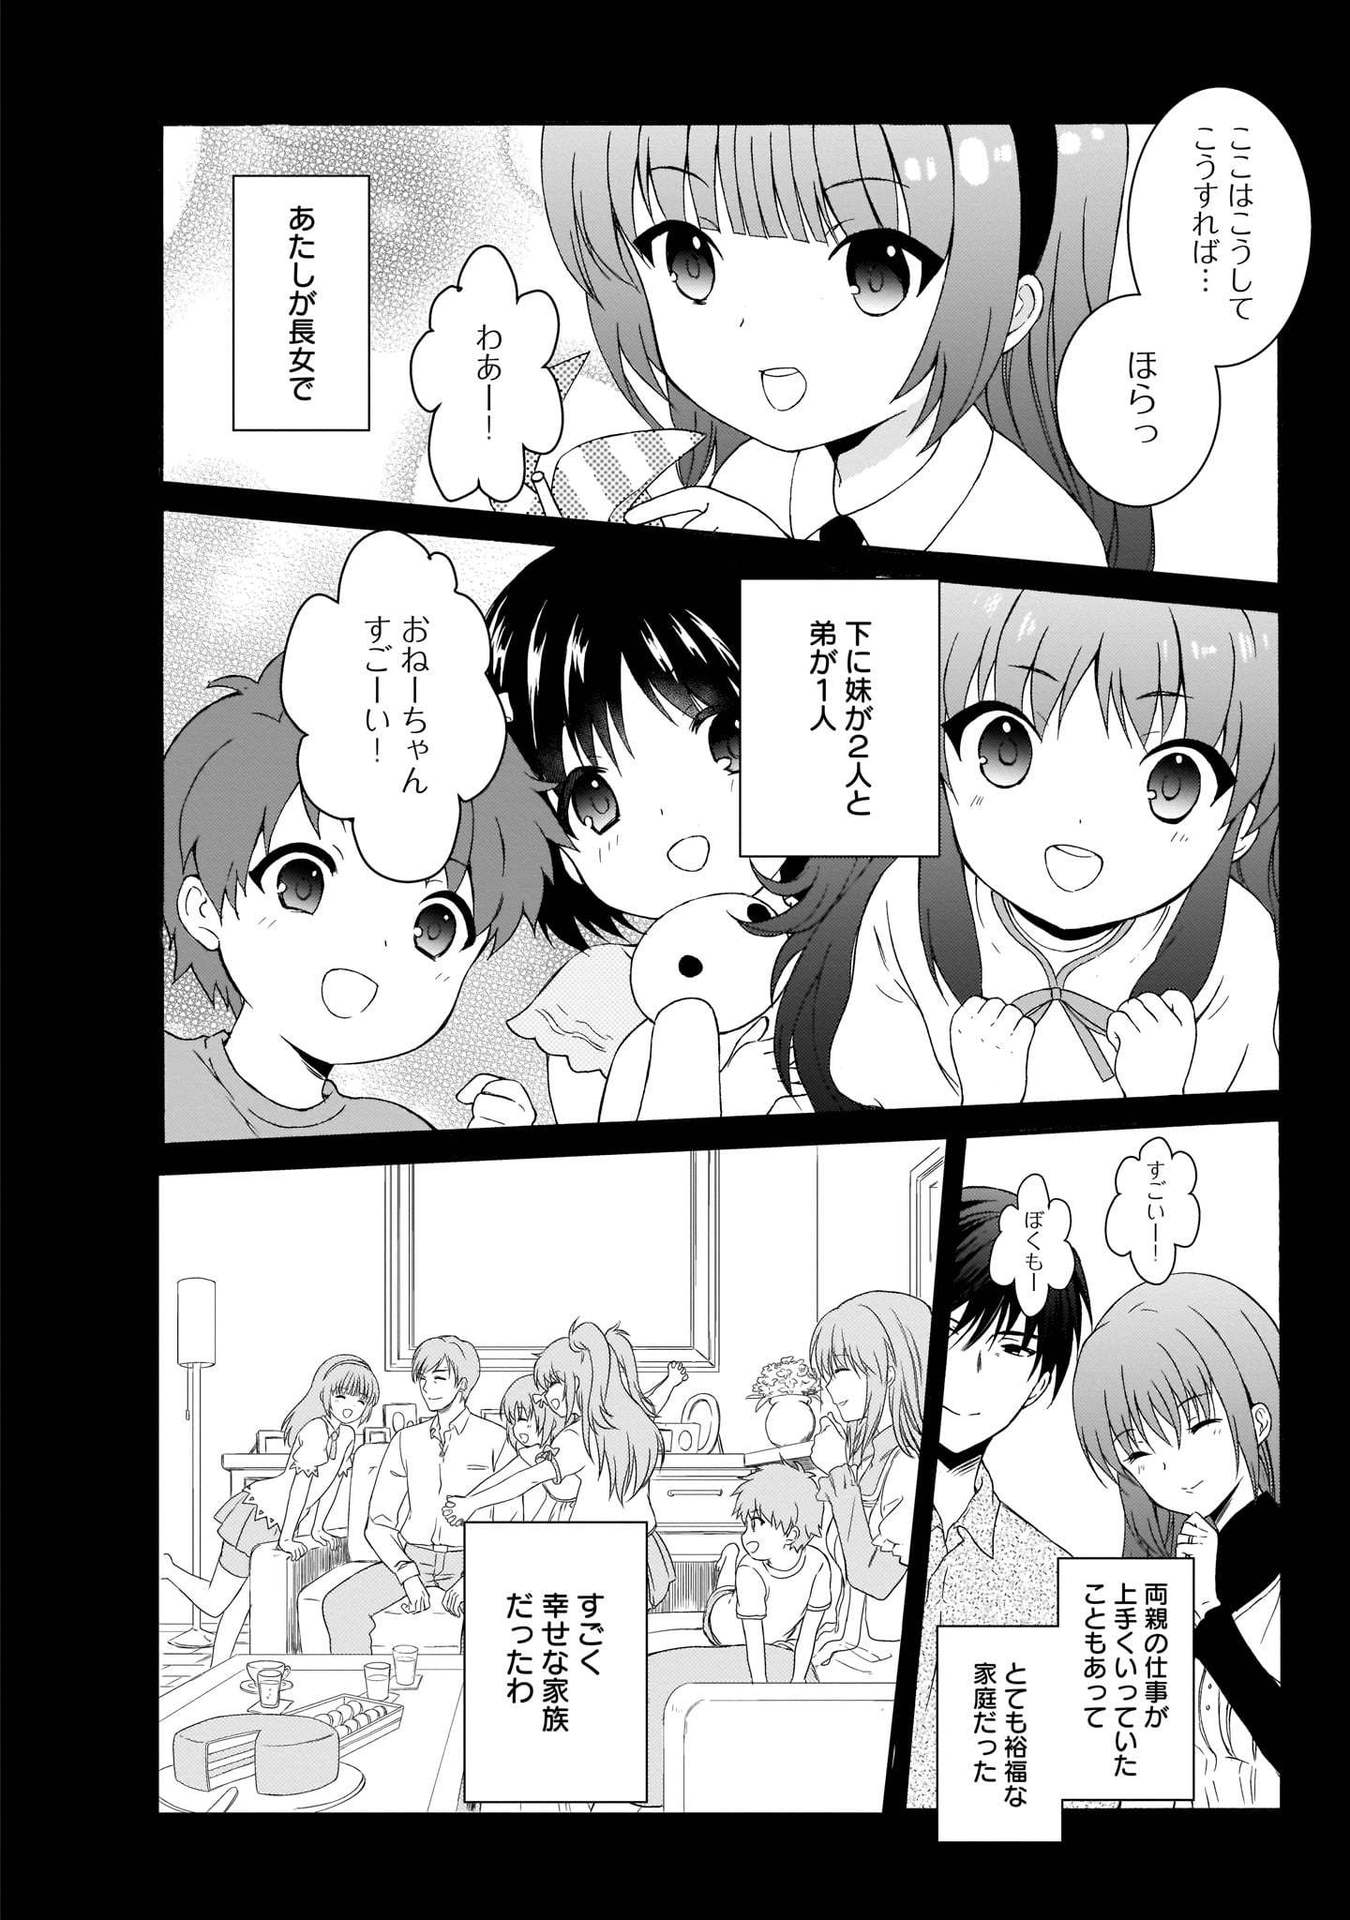 ここはこうして
こうすれば…
ほらっ
わあー！
あたしが長女で
下に妹が2人と
弟が1人
おねーちゃん
すごーい！
すごいー！
ぼくもー
両親の仕事が
上手くいっていた
こともあって
とても裕福な
家庭だった
すごく
幸せな家族
だったわ